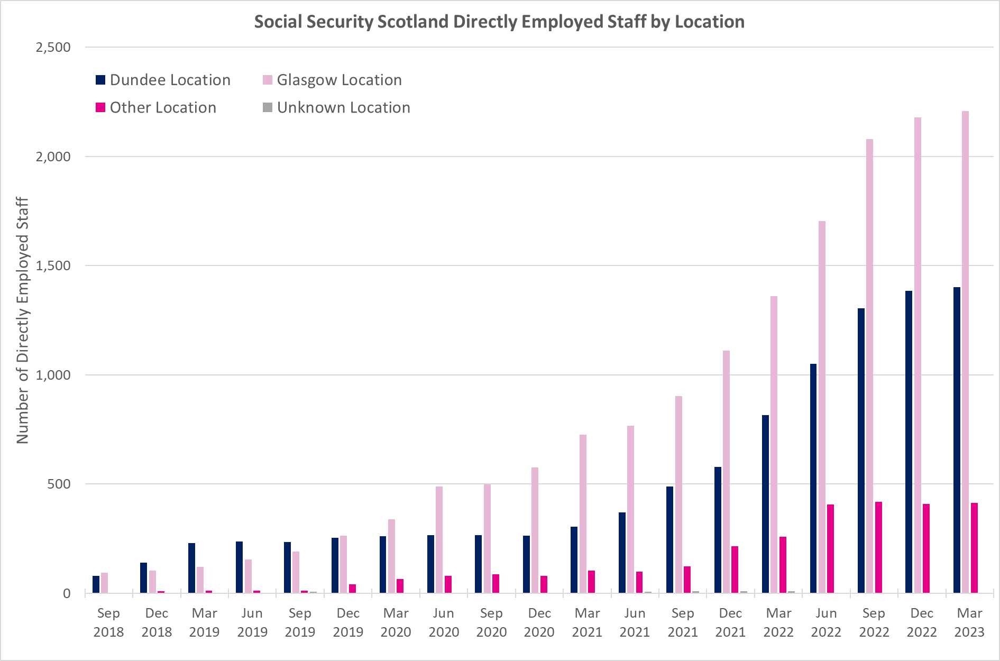 Social Security Scotland Directly Employed Staff by Location
2,500
2,000
1,500
1,000
500
0
Number of Directly Employed Staff
Dundee Location
Glasgow Location
Other Location
Unknown Location
Sep 2018
Dec 2018
Mar 2019
Jun 2019
Sep 2019
Dec 2019
Mar 2020
Jun 2020
Sep 2020
Dec 2020
Mar 2021
Jun 2021
Sep 2021
Dec 2021
Mar 2022
Jun 2022
Sep 2022
Dec 2022
Mar 2023